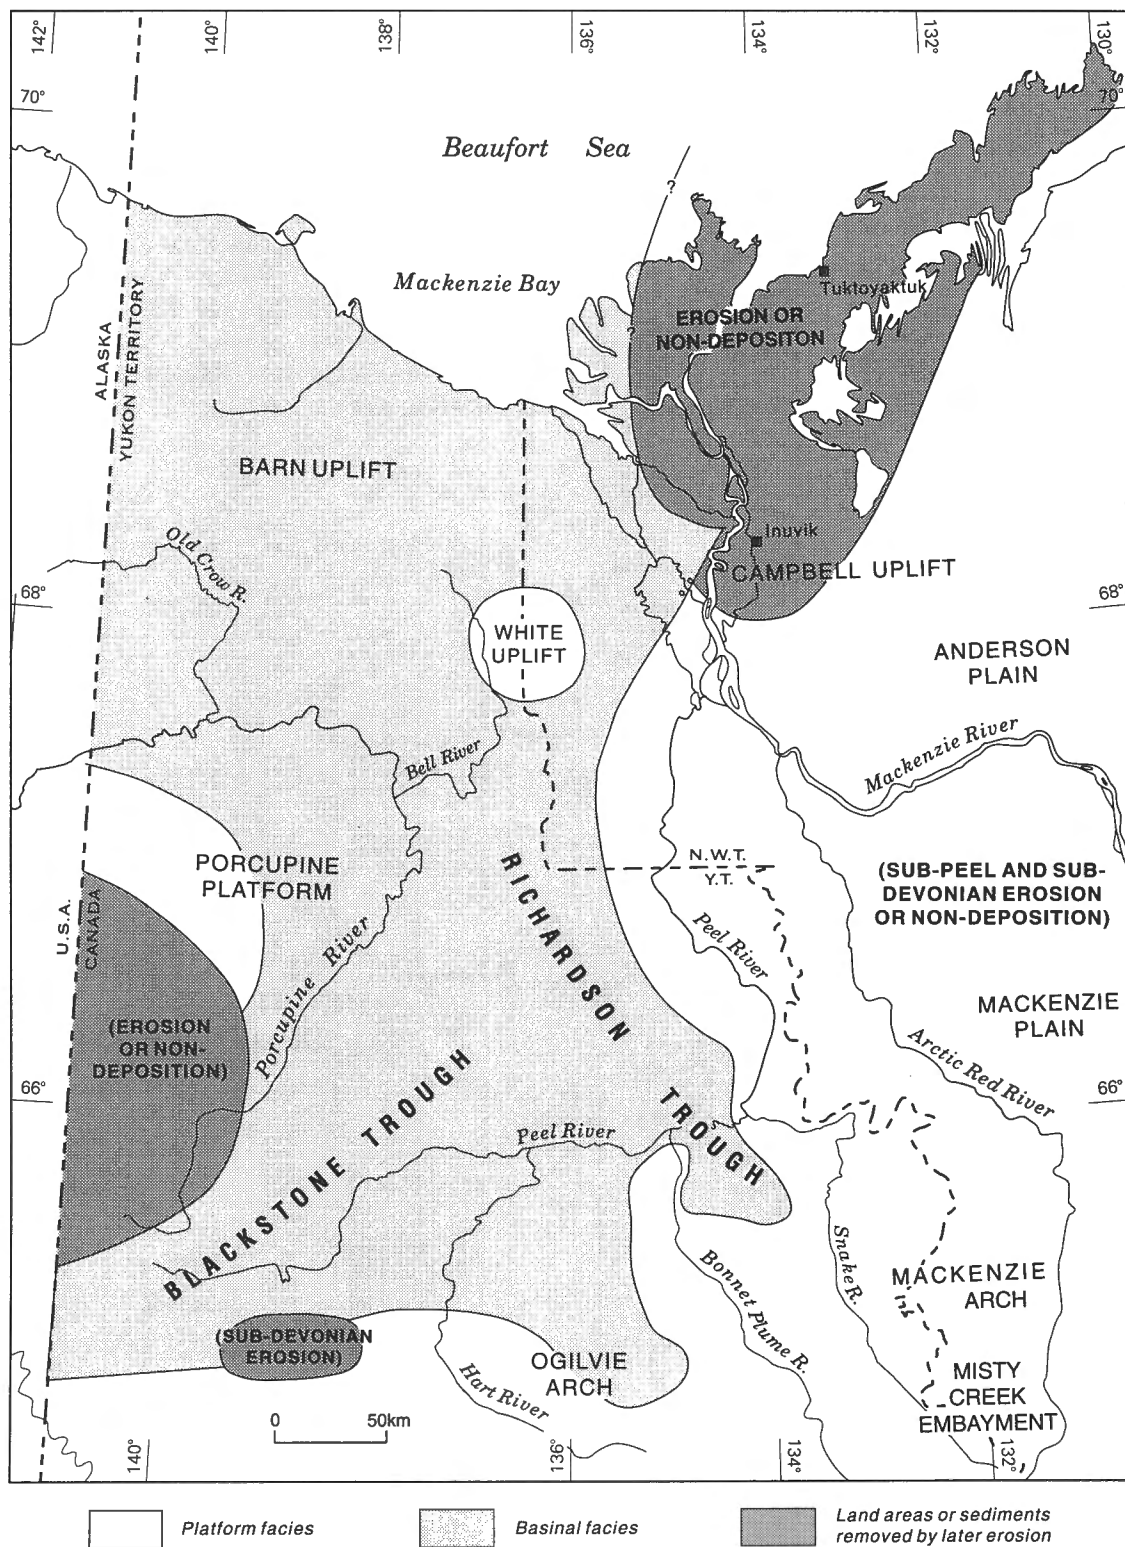 142°
140°
138°
136°
134°
132°
130°
70°
70°
Beaufort Sea
?
Mackenzie Bay
Tuktoyaktuk
EROSION OR
NON-DEPOSITON
?
ALASKA
YUKON TERRITORY
BARN UPLIFT
Old Crow R.
Inuvik
CAMPBELL UPLIFT
68°
68°
WHITE
UPLIFT
ANDERSON
PLAIN
Bell River
Mackenzie River
PORCUPINE
PLATFORM
N.W.T.
Y.T.
(SUB-PEEL AND SUB-
DEVONIAN EROSION
OR NON-DEPOSITION)
U.S.A.
CANADA
RICHARDSON
TROUGH
Peel River
Porcupine River
MACKENZIE
PLAIN
(EROSION
OR NON-
DEPOSITION)
Arctic Red River
66°
66°
BLACKSTONE TROUGH
Peel River
S
Snake R.
Bonnet Plume R.
MACKENZIE
ARCH
(SUB-DEVONIAN
EROSION)
OGILVIE
ARCH
Hart River
MISTY
CREEK
EMBAYMENT
0 50km
140°
136°
134°
132°
Platform facies
Basinal facies
Land areas or sediments
removed by later erosion